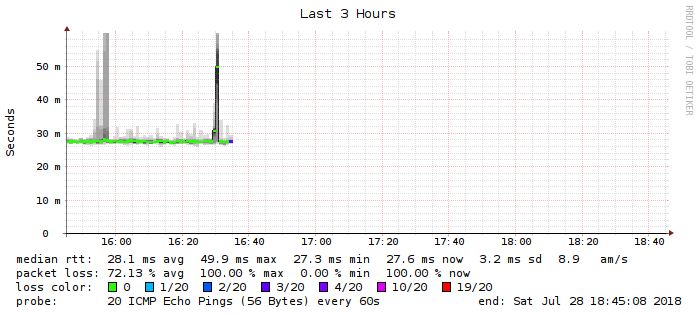 Last 3 Hours
RRDTOOL / TOBI OETIKER
Seconds
50 m
40 m
30 m
20 m
10 m
0
16:00 16:20 16:40 17:00 17:20 17:40 18:00 18:20 18:40
median rtt: 28.1 ms avg 49.9 ms max 27.3 ms min 27.6 ms now 3.2 ms sd 8.9 am/s
packet loss: 72.13 % avg 100.00 % max 0.00 % min 100.00 % now
loss color: 0 1/20 2/20 3/20 4/20 10/20 19/20
probe: 20 ICMP Echo Pings (56 Bytes) every 60s end: Sat Jul 28 18:45:08 2018